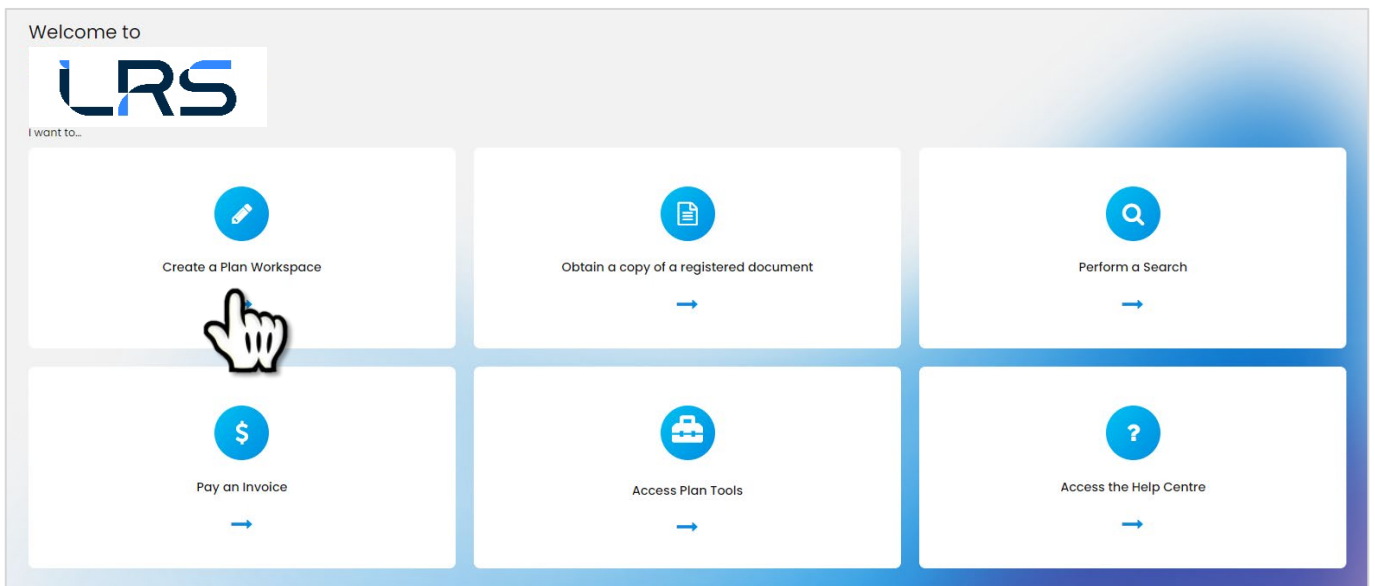 Welcome to
LRS
I want to...
Create a Plan Workspace
Obtain a copy of a registered document
Perform a Search
$
?
Pay an Invoice
Access Plan Tools
Access the Help Centre